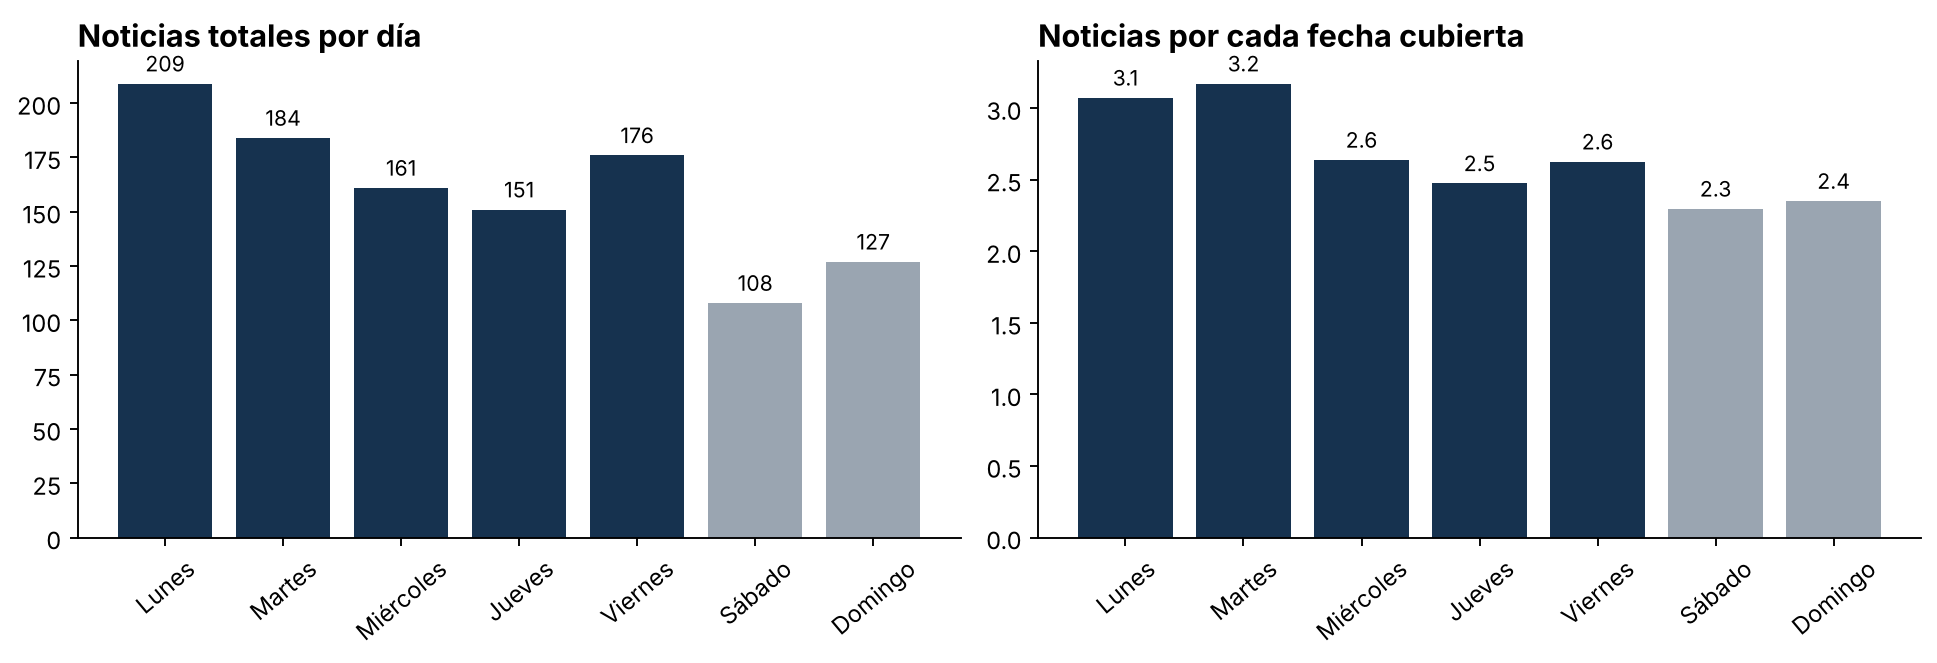 Noticias totales por día
209
184
161
151
176
108
127
200
175
150
125
100
75
50
25
0
Lunes
Martes
Miércoles
Jueves
Viernes
Sábado
Domingo
Noticias por cada fecha cubierta
3.1
3.2
2.6
2.5
2.6
2.3
2.4
3.0
2.5
2.0
1.5
1.0
0.5
0.0
Lunes
Martes
Miércoles
Jueves
Viernes
Sábado
Domingo